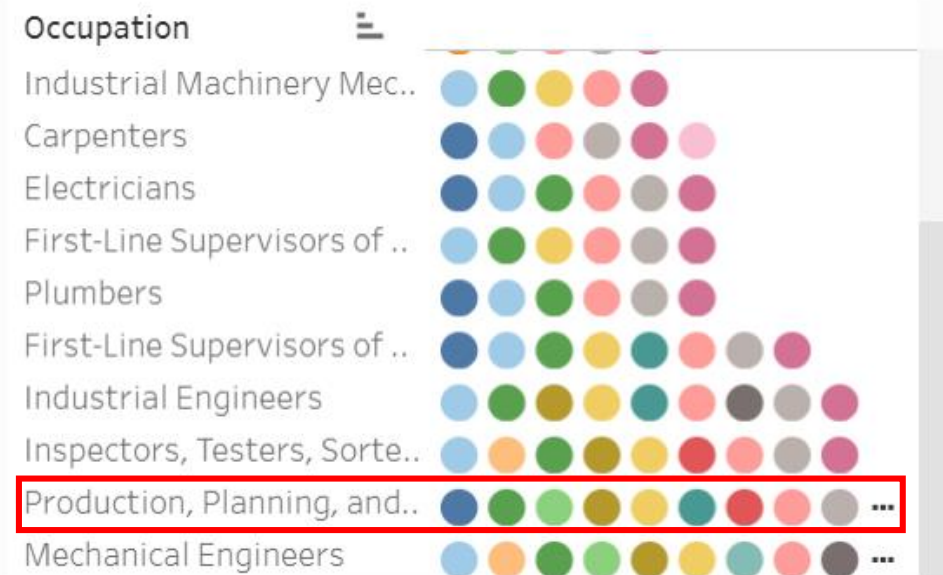 Occupation
Industrial Machinery Mec..
Carpenters
Electricians
First-Line Supervisors of ..
Plumbers
First-Line Supervisors of ..
Industrial Engineers
Inspectors, Testers, Sorte..
Production, Planning, and.. ...
Mechanical Engineers ...